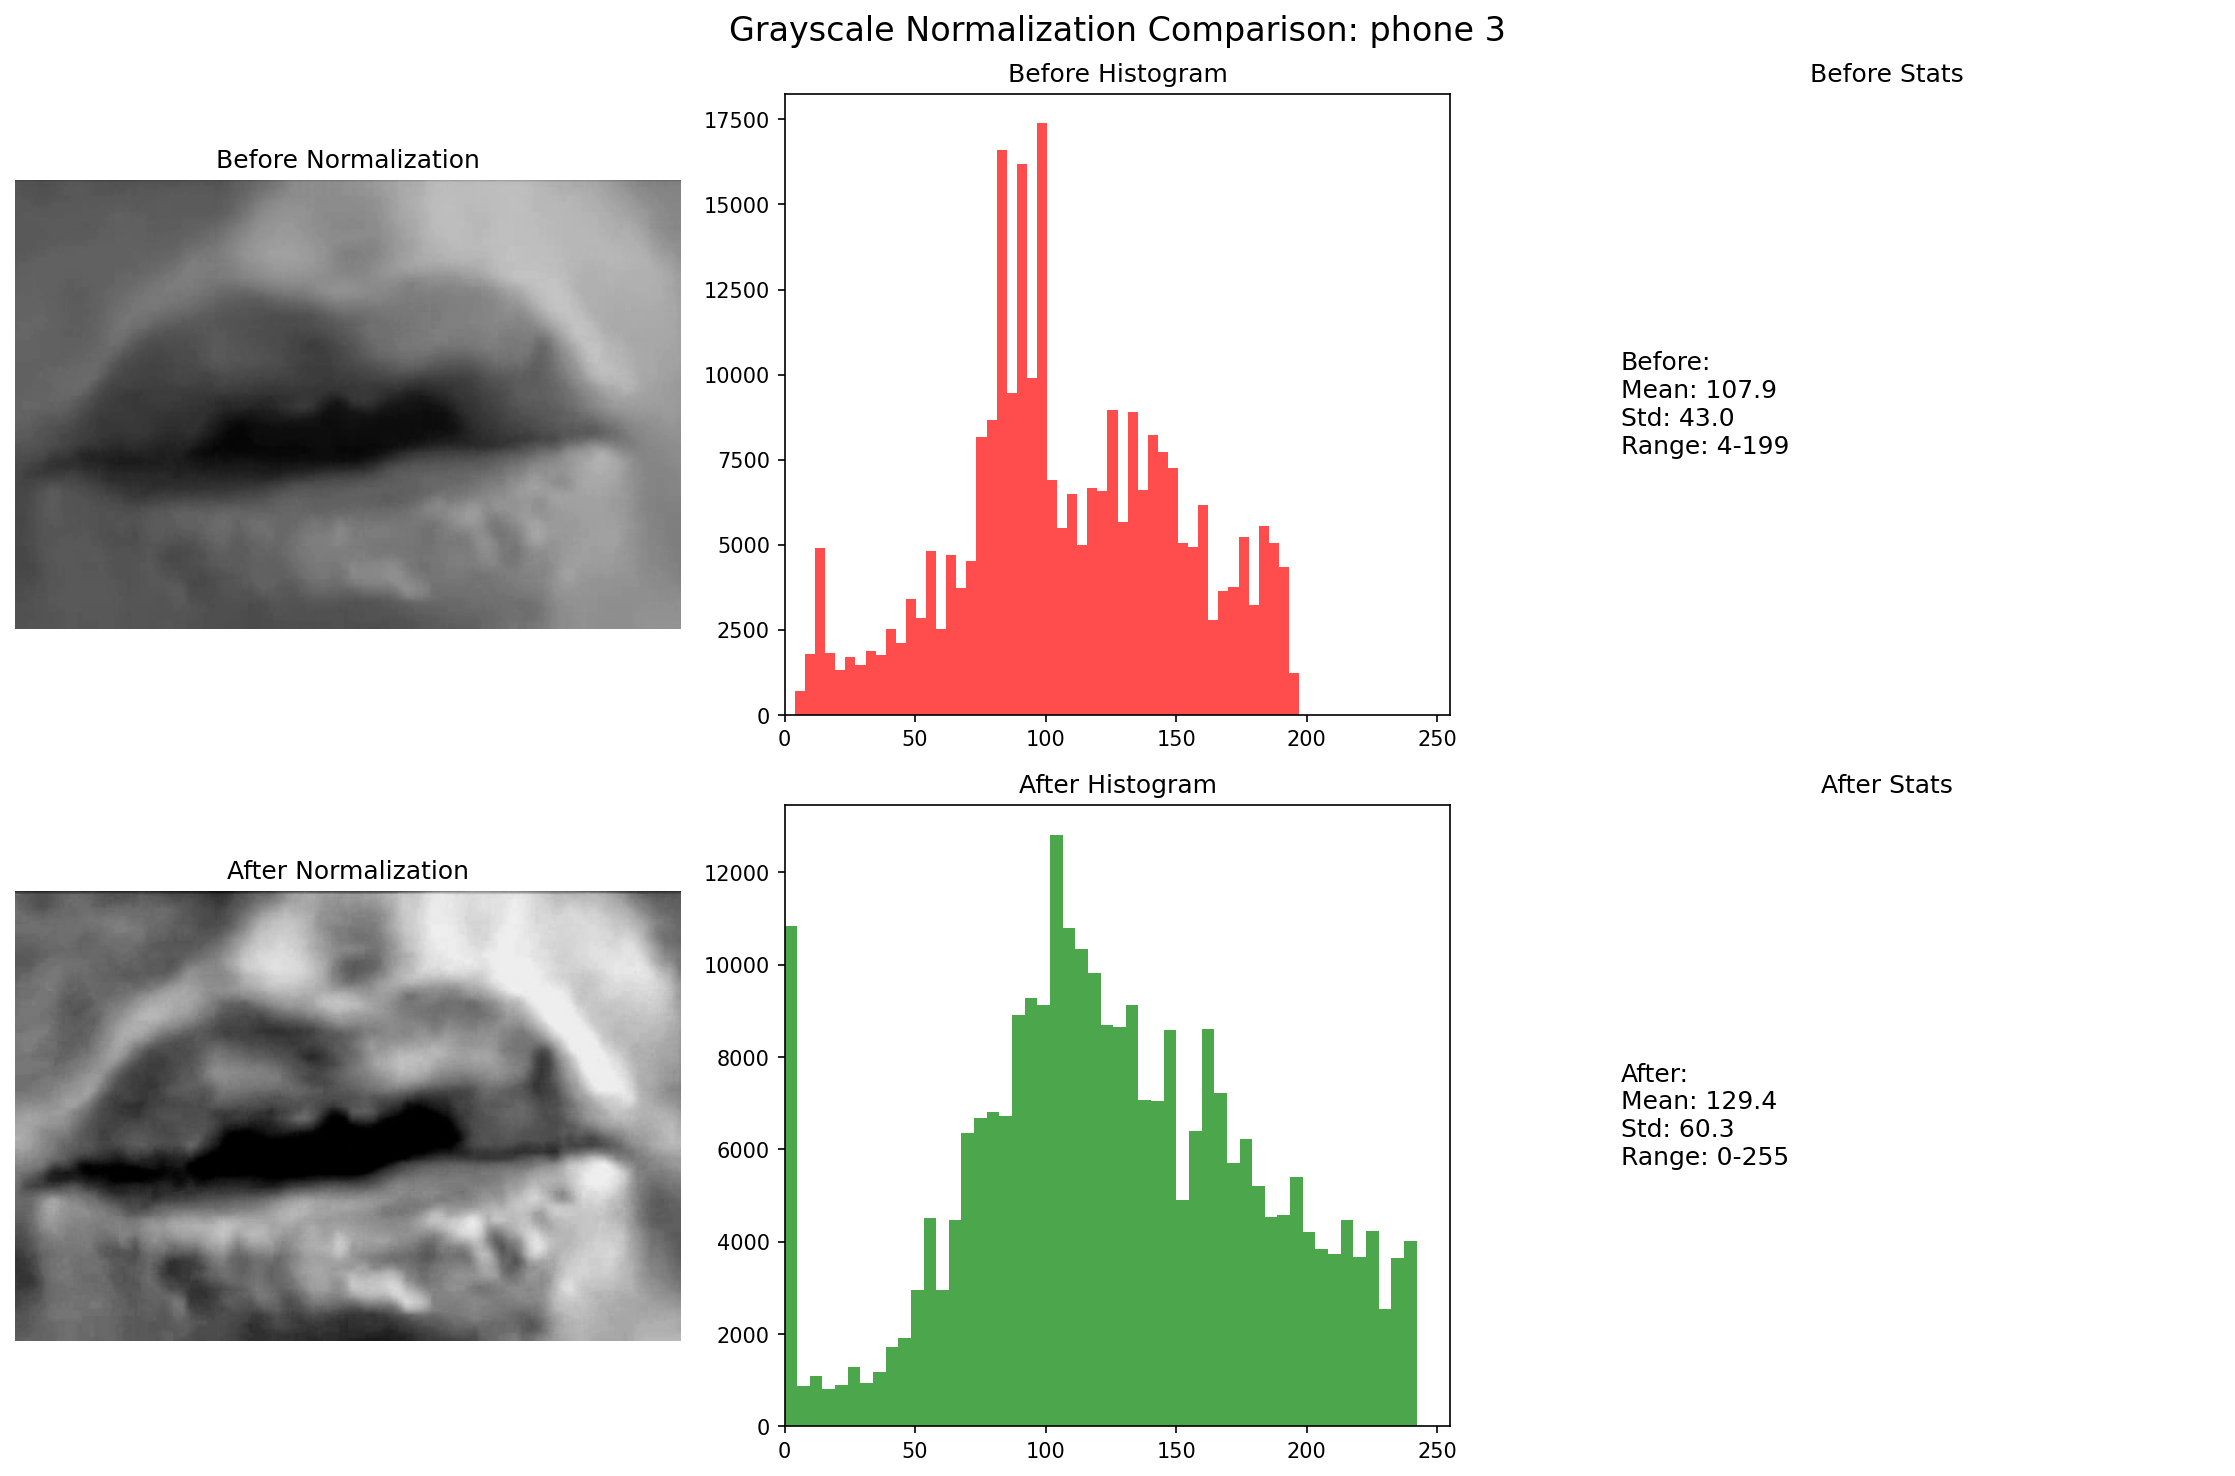 Grayscale Normalization Comparison: phone 3
Before Normalization
Before Histogram
17500
15000
12500
10000
7500
5000
2500
0
0 50 100 150 200 250
Before Stats
Before:
Mean: 107.9
Std: 43.0
Range: 4-199
After Normalization
After Histogram
12000
10000
8000
6000
4000
2000
0
0 50 100 150 200 250
After Stats
After:
Mean: 129.4
Std: 60.3
Range: 0-255